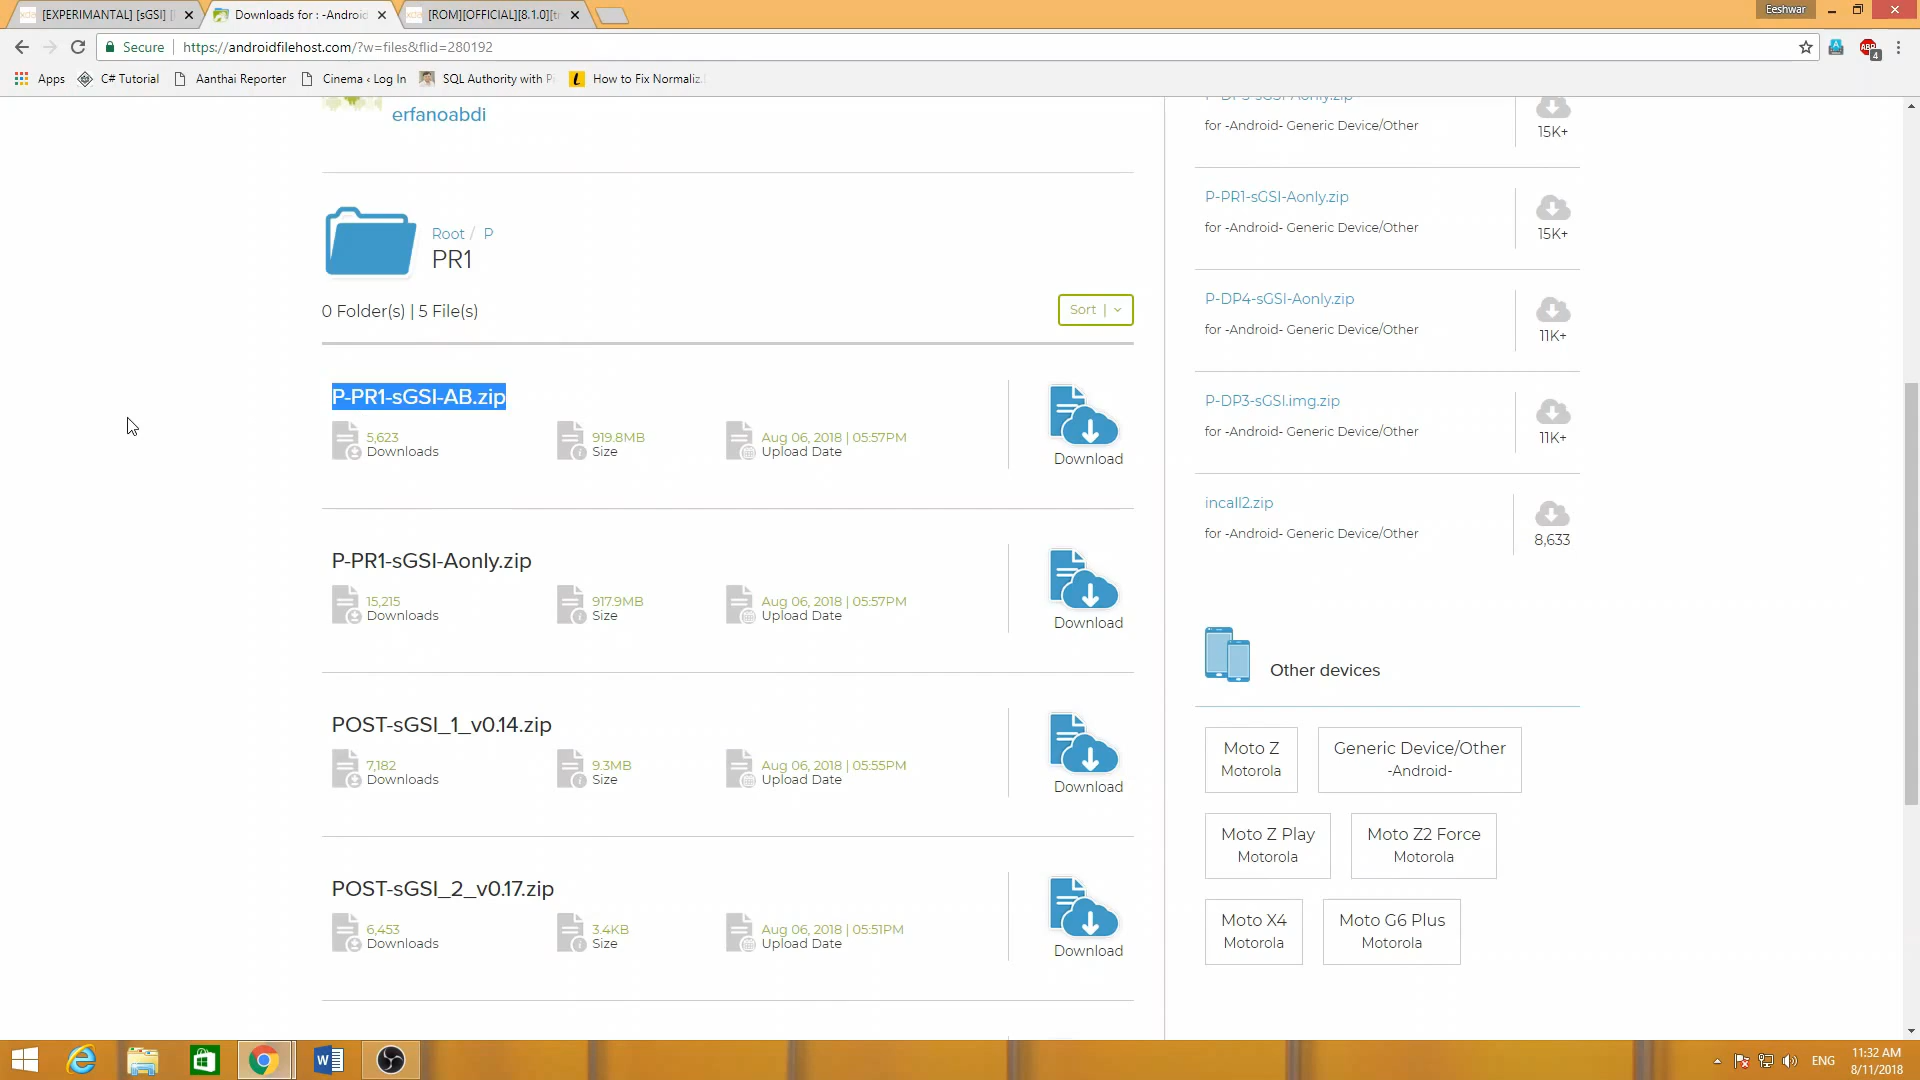 [EXPERIMANTAL] [sGSI] [
Downloads for : -Android
[ROM][OFFICIAL][8.1.0][t
Eeshwar
Secure
https://androidfilehost.com/?w=files&flid=280192
ABP
4
Apps
C# Tutorial
Aanthai Reporter
Cinema ‹ Log In
SQL Authority with Pi
How to Fix Normaliz
erfanoabdi
Root / P
PR1
0 Folder(s) | 5 File(s)
Sort |
P-PR1-sGSI-AB.zip
5,623
Downloads
919.8MB
Size
Aug 06, 2018 | 05:57PM
Upload Date
Download
P-PR1-sGSI-Aonly.zip
15,215
Downloads
917.9MB
Size
Aug 06, 2018 | 05:57PM
Upload Date
Download
POST-sGSI_1_v0.14.zip
7,182
Downloads
9.3MB
Size
Aug 06, 2018 | 05:55PM
Upload Date
Download
POST-sGSI_2_v0.17.zip
6,453
Downloads
3.4KB
Size
Aug 06, 2018 | 05:51PM
Upload Date
Download
for -Android- Generic Device/Other
15K+
P-PR1-sGSI-Aonly.zip
for -Android- Generic Device/Other
15K+
P-DP4-sGSI-Aonly.zip
for -Android- Generic Device/Other
11K+
P-DP3-sGSI.img.zip
for -Android- Generic Device/Other
11K+
incall2.zip
for -Android- Generic Device/Other
8,633
Other devices
Moto Z
Motorola
Generic Device/Other
-Android-
Moto Z Play
Motorola
Moto Z2 Force
Motorola
Moto X4
Motorola
Moto G6 Plus
Motorola
ENG
11:32 AM
8/11/2018